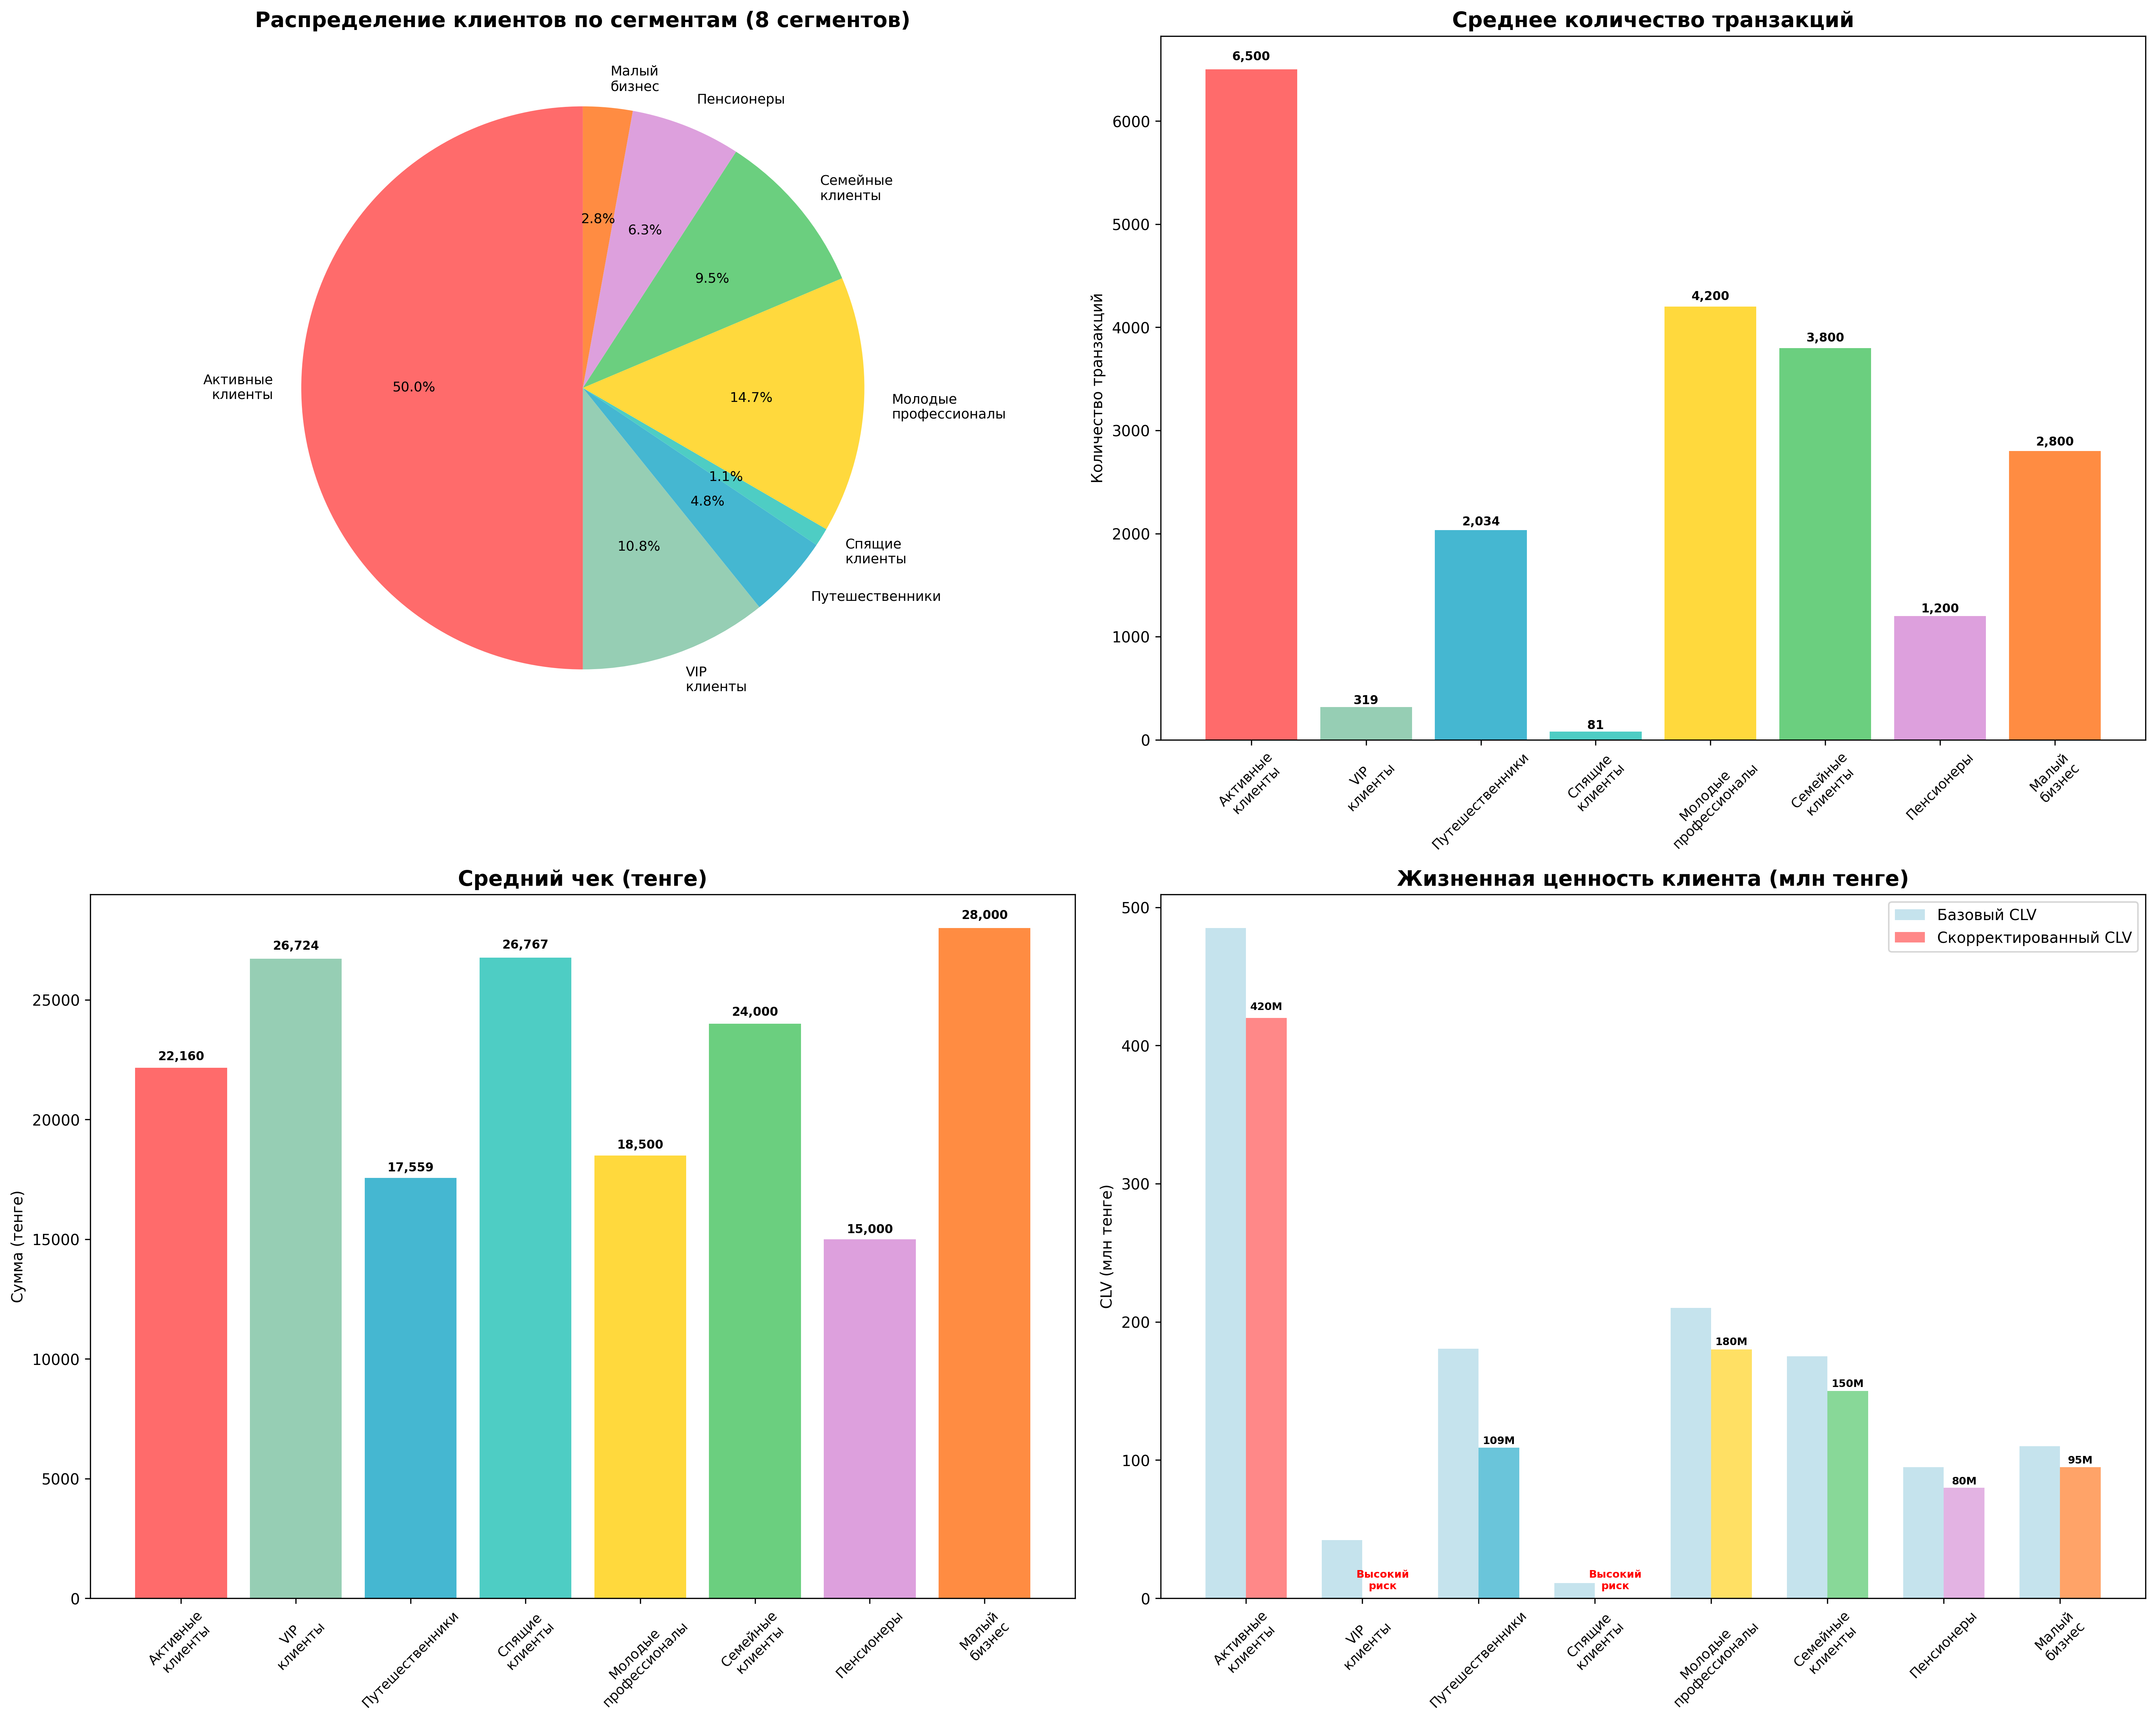 Распределение клиентов по сегментам (8 сегментов)
Малый
бизнес
Пенсионеры
Семейные
клиенты
2.8%
6.3%
9.5%
Активные
клиенты
50.0%
14.7%
Молодые
профессионалы
1.1%
4.8%
10.8%
Спящие
клиенты
Путешественники
VIP
клиенты
Среднее количество транзакций
Количество транзакций
6000
5000
4000
3000
2000
1000
0
6,500
319
2,034
81
4,200
3,800
1,200
2,800
Активные
клиенты
VIP
клиенты
Путешественники
Спящие
клиенты
Молодые
профессионалы
Семейные
клиенты
Пенсионеры
Малый
бизнес
Средний чек (тенге)
Сумма (тенге)
25000
20000
15000
10000
5000
0
22,160
26,724
17,559
26,767
18,500
24,000
15,000
28,000
Активные
клиенты
VIP
клиенты
Путешественники
Спящие
клиенты
Молодые
профессионалы
Семейные
клиенты
Пенсионеры
Малый
бизнес
Жизненная ценность клиента (млн тенге)
CLV (млн тенге)
500
400
300
200
100
0
Базовый CLV
Скорректированный CLV
420M
Высокий
риск
109M
Высокий
риск
180M
150M
80M
95M
Активные
клиенты
VIP
клиенты
Путешественники
Спящие
клиенты
Молодые
профессионалы
Семейные
клиенты
Пенсионеры
Малый
бизнес